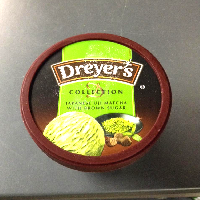 Dreyer's
COLLECTION
JAPANESE UJI MATCHA
WITH BROWN SUGAR